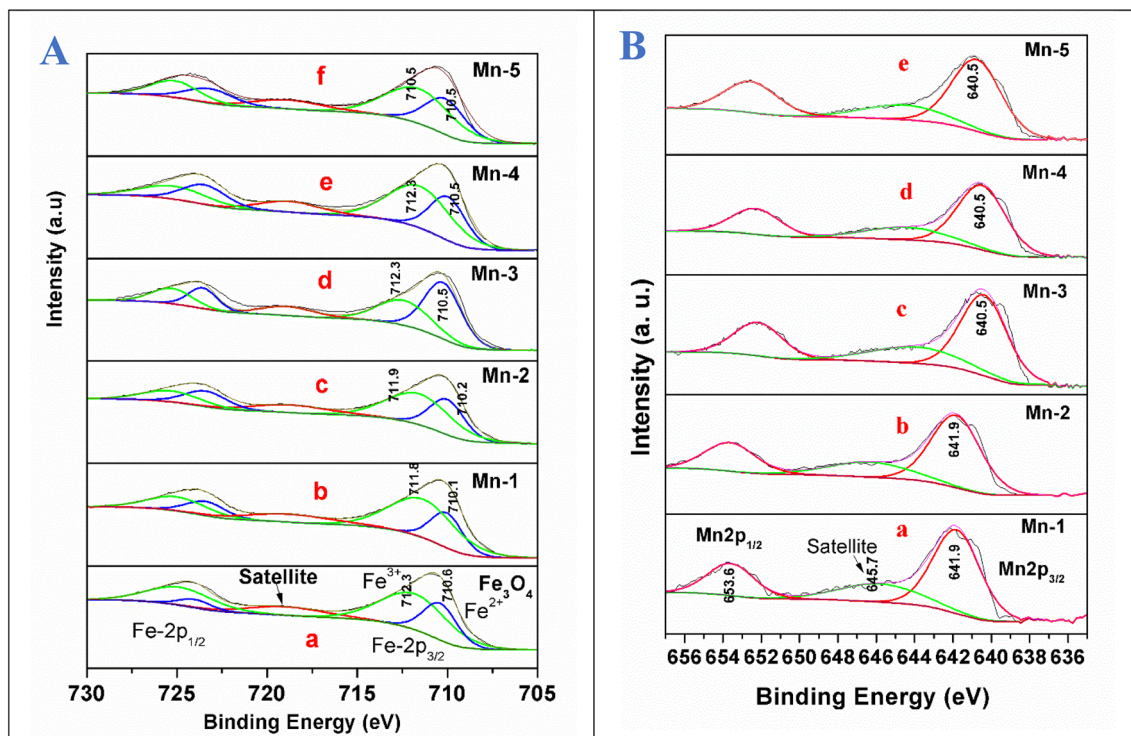 A
Intensity (a.u)
f
Mn-5
710.5
710.5
e
Mn-4
712.3
710.5
d
Mn-3
712.3
710.5
c
Mn-2
711.9
710.2
b
Mn-1
711.8
710.1
Satellite
Fe3+
712.3
710.6
Fe3O4
Fe2+
Fe-2p1/2
a
Fe-2p3/2
730 725 720 715 710 705
Binding Energy (eV)
B
Intensity (a. u.)
e
Mn-5
640.5
d
Mn-4
640.5
c
Mn-3
640.5
b
Mn-2
641.9
a
Mn-1
Mn2p1/2
Satellite
Mn2p3/2
653.6
645.7
641.9
656 654 652 650 648 646 644 642 640 638 636
Binding Energy (eV)